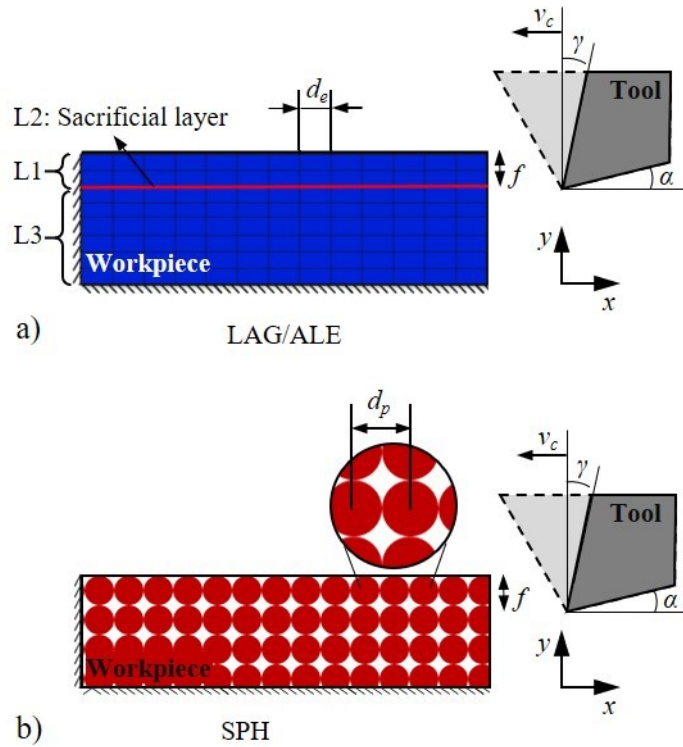 v_c
γ
Tool
d_e
L2: Sacrificial layer
L1
f
α
L3
Workpiece
y
x
a)
LAG/ALE
d_p
v_c
γ
Tool
f
α
Workpiece
y
x
b)
SPH